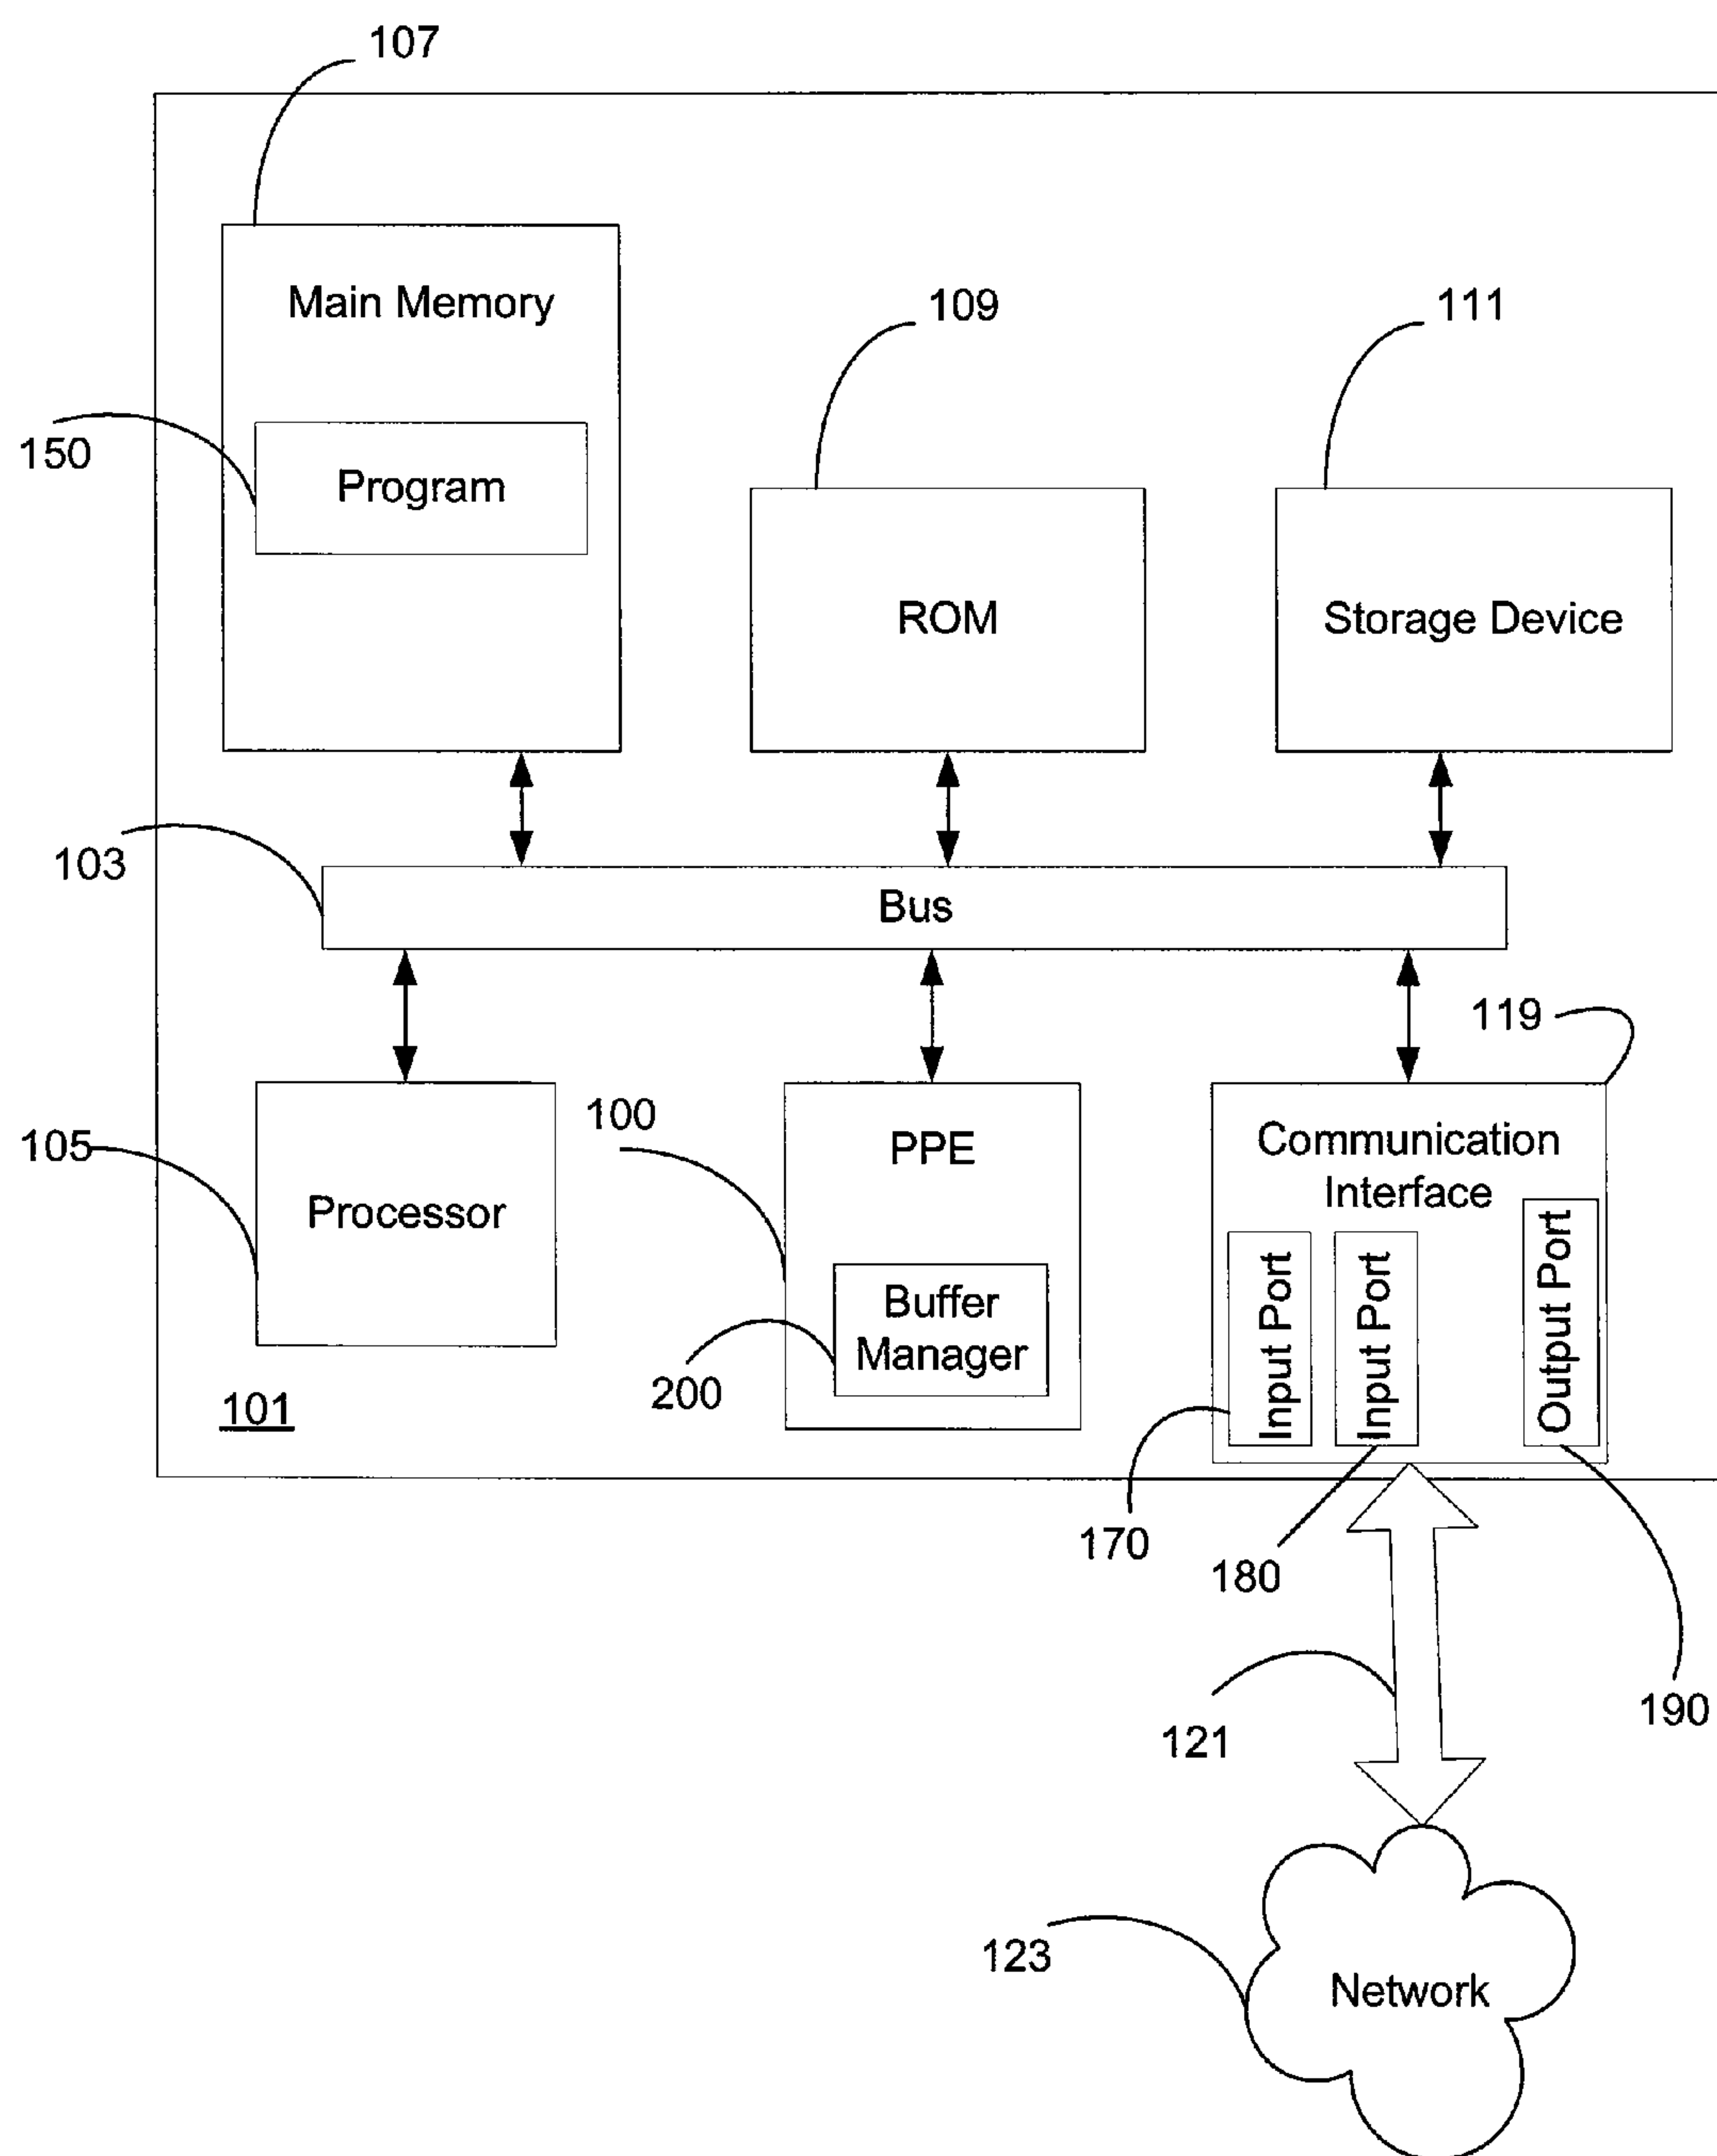 107
Main Memory
109
111
150
Program
ROM
Storage Device
103
Bus
119
105
Processor
100
PPE
Communication
Interface
Buffer
Manager
200
Input Port
Input Port
Output Port
101
170
180
121
190
123
Network